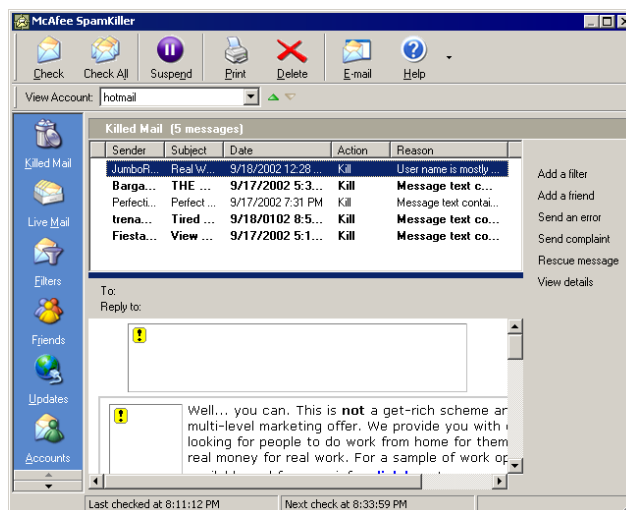 McAfee SpamKiller
Check Check All Suspend Print Delete E-mail Help
View Account: hotmail
Killed Mail (5 messages)
Sender Subject Date Action Reason
JumboR... Real W... 9/18/2002 12:28 ... Kill User name is mostly ...
Barga... THE ... 9/17/2002 5:3... Kill Message text c...
Perfecti... Perfect ... 9/17/2002 7:31 PM Kill Message text contai...
trena... Tired ... 9/18/0102 8:5... Kill Message text co...
Fiesta... View ... 9/17/2002 5:1... Kill Message text co...
Killed Mail
Live Mail
Filters
Friends
Updates
Accounts
Add a filter
Add a friend
Send an error
Send complaint
Rescue message
View details
To:
Reply to:
Well... you can. This is not a get-rich scheme
multi-level marketing offer. We provide you with
looking for people to do work from home for them
real money for real work. For a sample of work
Last checked at 8:11:12 PM Next check at 8:33:59 PM